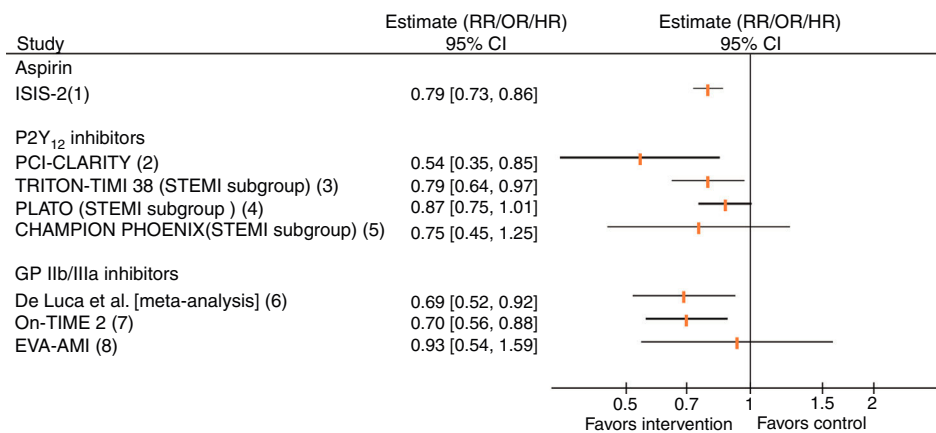 Estimate (RR/OR/HR) Estimate (RR/OR/HR)
Study 95% CI 95% CI
Aspirin
ISIS-2(1) 0.79 [0.73, 0.86]
P2Y₁₂ inhibitors
PCI-CLARITY (2) 0.54 [0.35, 0.85]
TRITON-TIMI 38 (STEMI subgroup) (3) 0.79 [0.64, 0.97]
PLATO (STEMI subgroup ) (4) 0.87 [0.75, 1.01]
CHAMPION PHOENIX(STEMI subgroup) (5) 0.75 [0.45, 1.25]
GP IIb/IIIa inhibitors
De Luca et al. [meta-analysis] (6) 0.69 [0.52, 0.92]
On-TIME 2 (7) 0.70 [0.56, 0.88]
EVA-AMI (8) 0.93 [0.54, 1.59]
0.5 0.7 1 1.5 2
Favors intervention Favors control